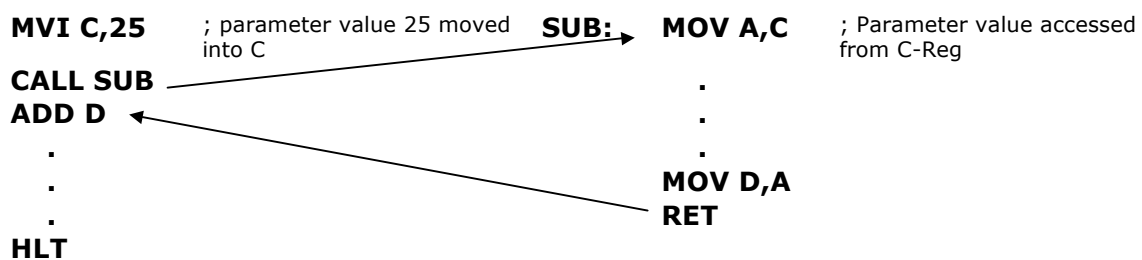 MVI C,25 ; parameter value 25 moved into C
CALL SUB
ADD D
.
.
.
HLT
SUB: MOV A,C ; Parameter value accessed from C-Reg
.
.
.
MOV D,A
RET